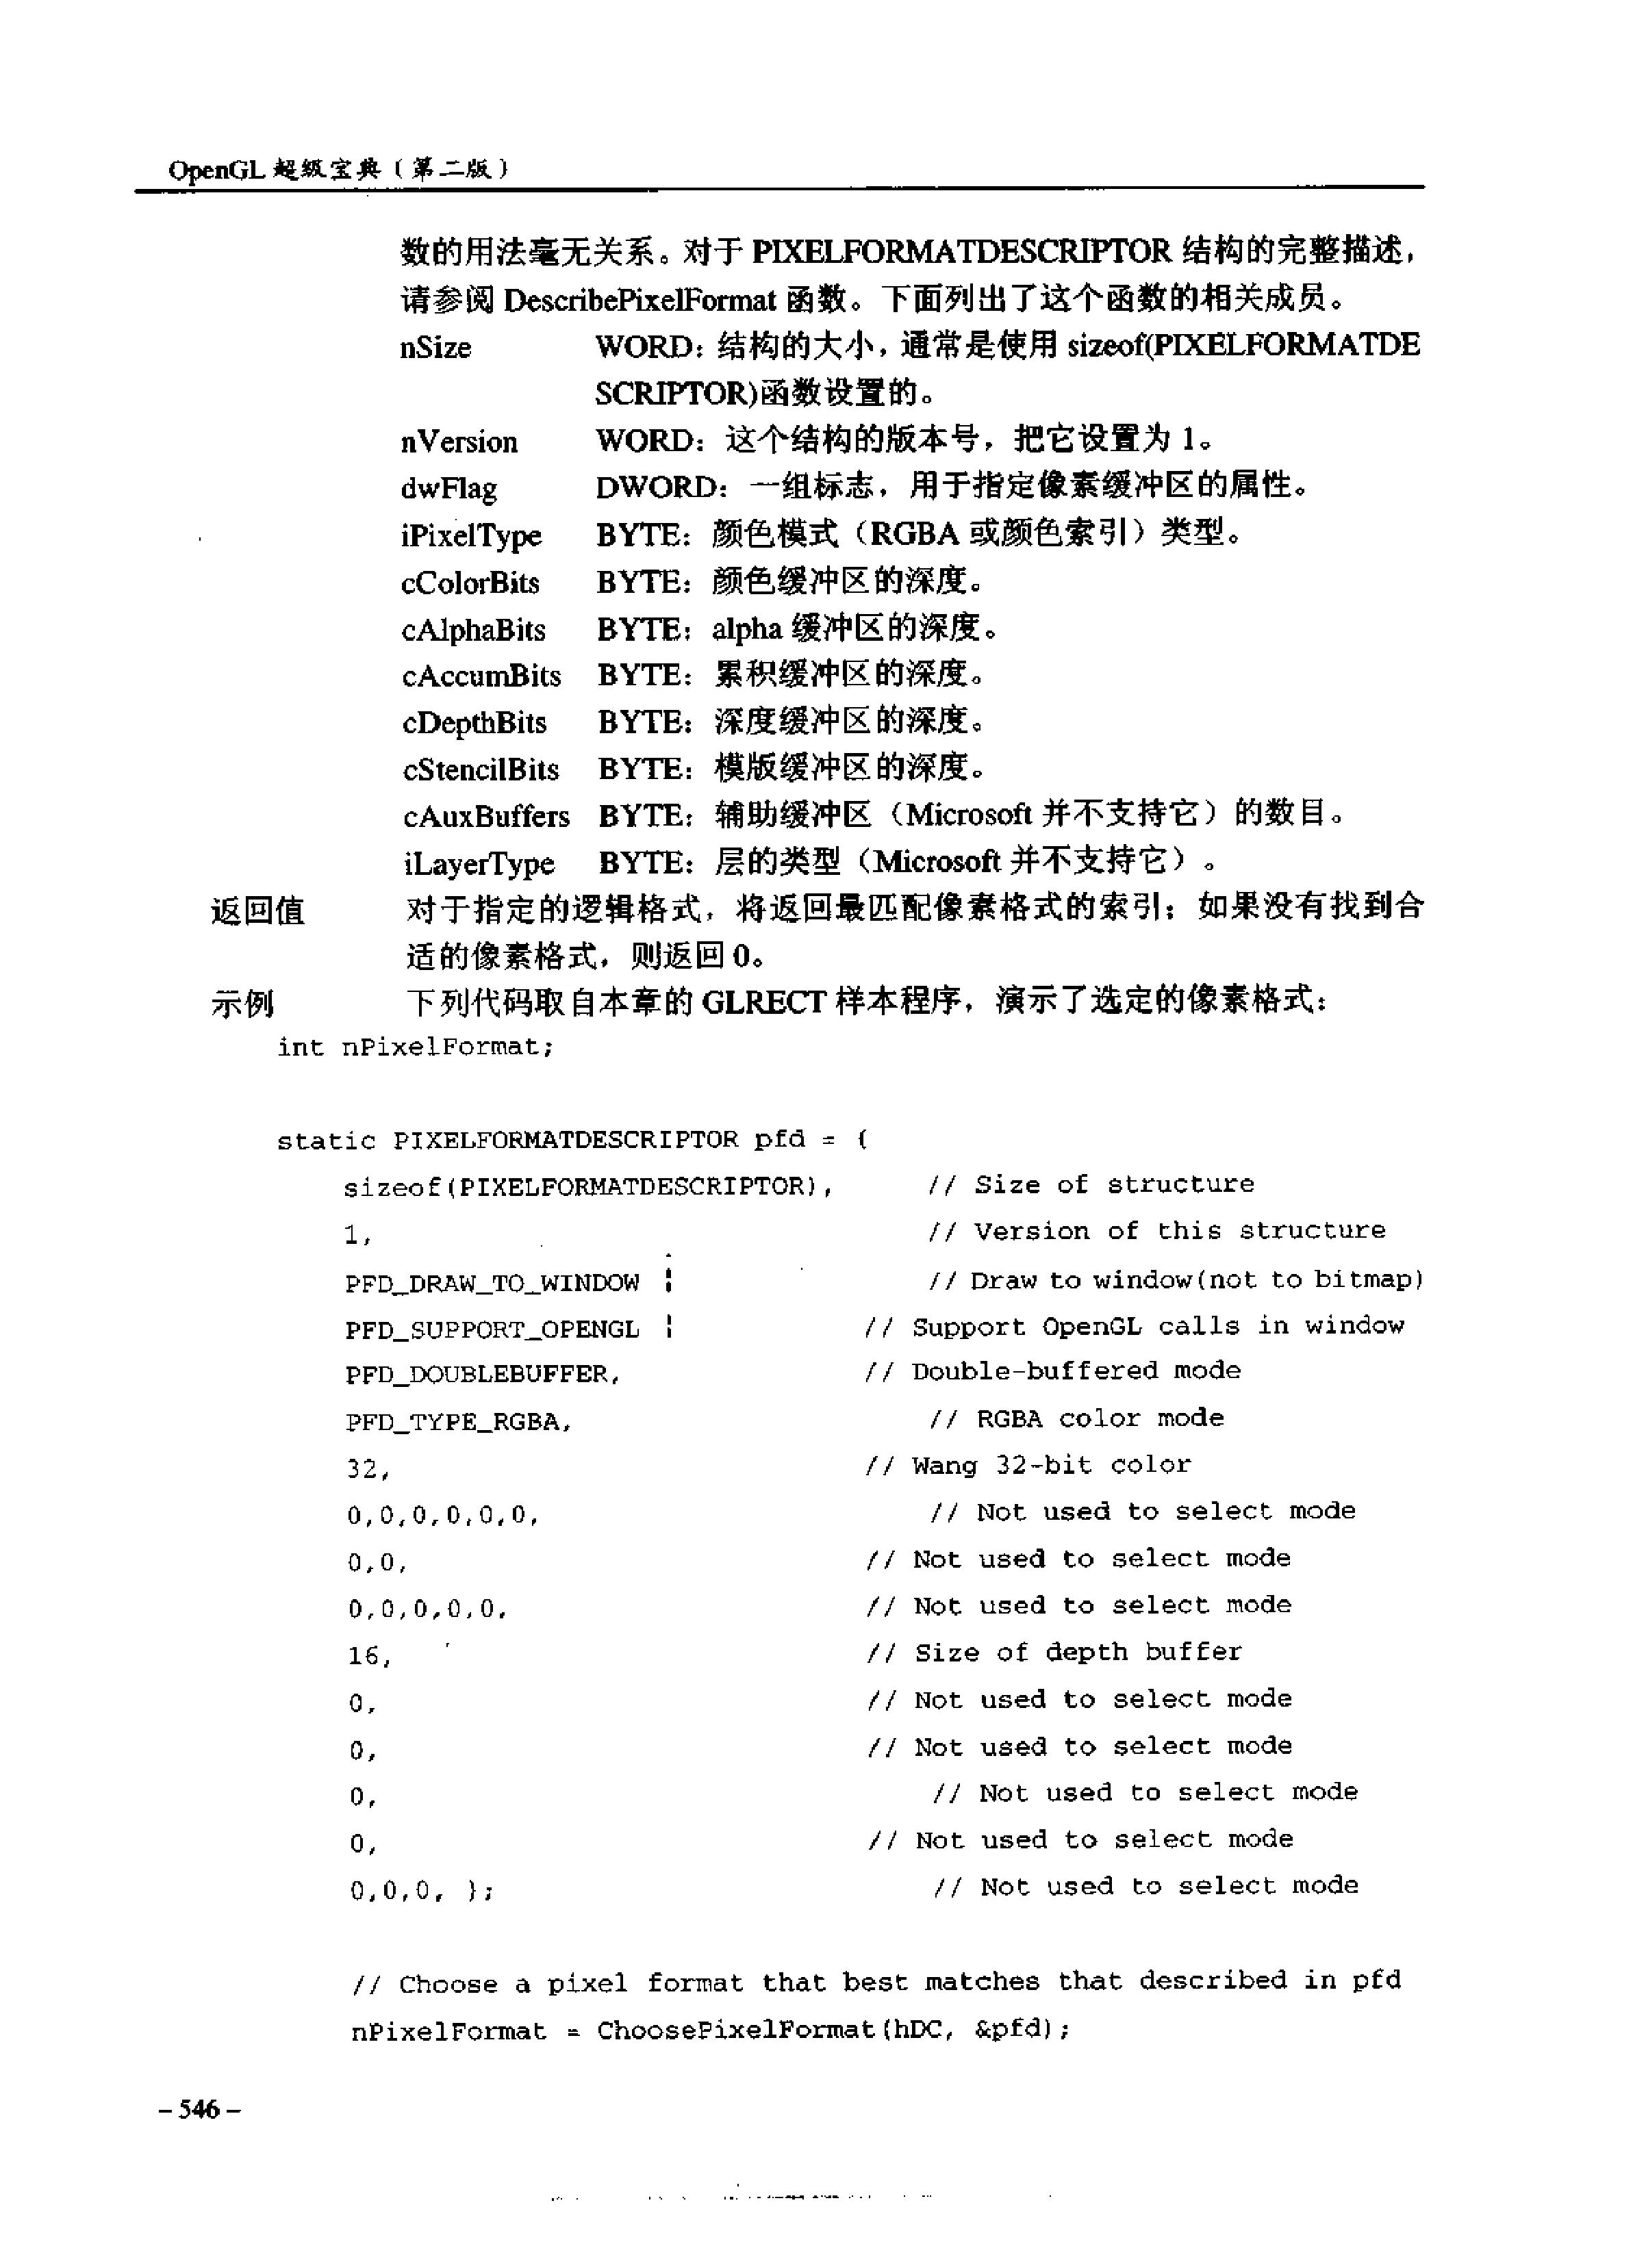 OpenGL 超级宝典（第二版）
数的用法毫无关系。对于 PIXELFORMATDESCRIPTOR 结构的完整描述，
请参阅 DescribePixelFormat 函数。下面列出了这个函数的相关成员。
nSize WORD：结构的大小，通常是使用 sizeof(PIXELFORMATDE
SCRIPTOR)函数设置的。
nVersion WORD：这个结构的版本号，把它设置为 1。
dwFlag DWORD：一组标志，用于指定像素缓冲区的属性。
iPixelType BYTE：颜色模式（RGBA 或颜色索引）类型。
cColorBits BYTE：颜色缓冲区的深度。
cAlphaBits BYTE：alpha 缓冲区的深度。
cAccumBits BYTE：累积缓冲区的深度。
cDepthBits BYTE：深度缓冲区的深度。
cStencilBits BYTE：模版缓冲区的深度。
cAuxBuffers BYTE：辅助缓冲区（Microsoft 并不支持它）的数目。
iLayerType BYTE：层的类型（Microsoft 并不支持它）。
返回值 对于指定的逻辑格式，将返回最匹配像素格式的索引；如果没有找到合
适的像素格式，则返回 0。
示例 下列代码取自本章的 GLRECT 样本程序，演示了选定的像素格式：
int nPixelFormat;
static PIXELFORMATDESCRIPTOR pfd = {
sizeof(PIXELFORMATDESCRIPTOR), // Size of structure
1, // Version of this structure
PFD_DRAW_TO_WINDOW | // Draw to window(not to bitmap)
PFD_SUPPORT_OPENGL | // Support OpenGL calls in window
PFD_DOUBLEBUFFER, // Double-buffered mode
PFD_TYPE_RGBA, // RGBA color mode
32, // Wang 32-bit color
0,0,0,0,0,0, // Not used to select mode
0,0, // Not used to select mode
0,0,0,0,0, // Not used to select mode
16, // Size of depth buffer
0, // Not used to select mode
0, // Not used to select mode
0, // Not used to select mode
0, // Not used to select mode
0,0,0, }; // Not used to select mode
// Choose a pixel format that best matches that described in pfd
nPixelFormat = ChoosePixelFormat(hDC, &pfd);
– 546 –